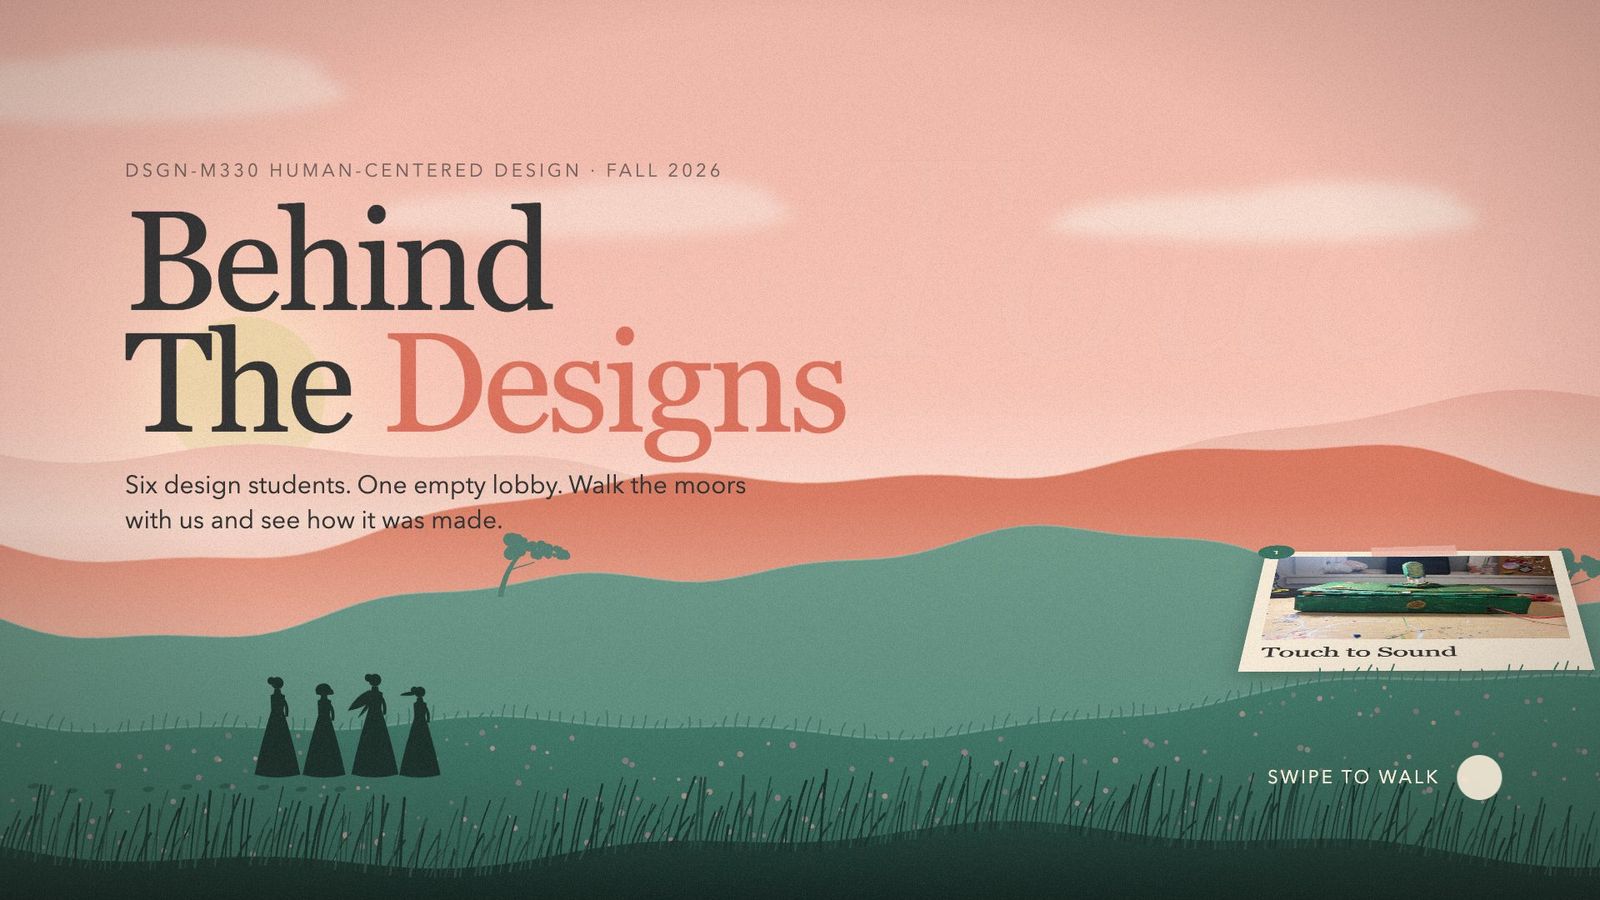 DSGN-M330 HUMAN-CENTERED DESIGN · FALL 2026
Behind
The Designs
Six design students. One empty lobby. Walk the moors
with us and see how it was made.
1
Touch to Sound
SWIPE TO WALK